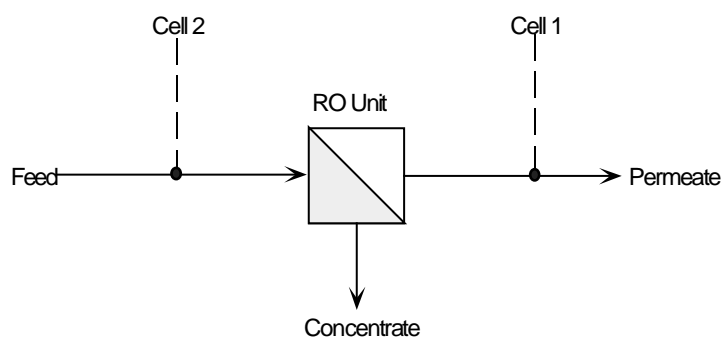 Cell 2
Cell 1
RO Unit
Feed
Permeate
Concentrate